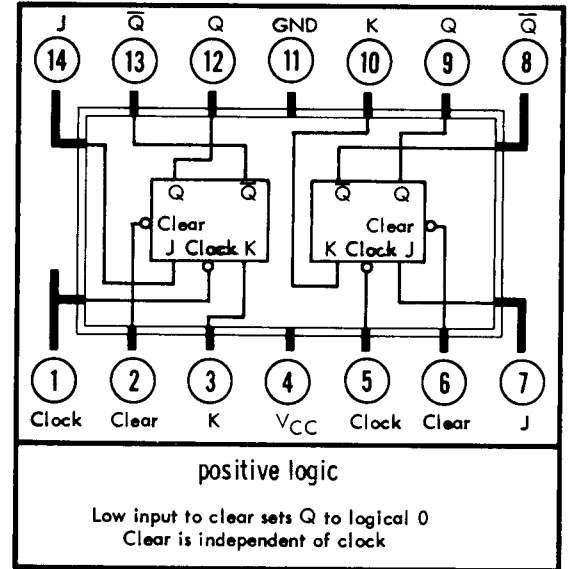 J Q̅ Q GND K Q Q̅
14 13 12 11 10 9 8
Q Q̅ Q̅ Q
Clear Clear
J Clock K K Clock J
1 2 3 4 5 6 7
Clock Clear K VCC Clock Clear J
positive logic
Low input to clear sets Q to logical 0
Clear is independent of clock